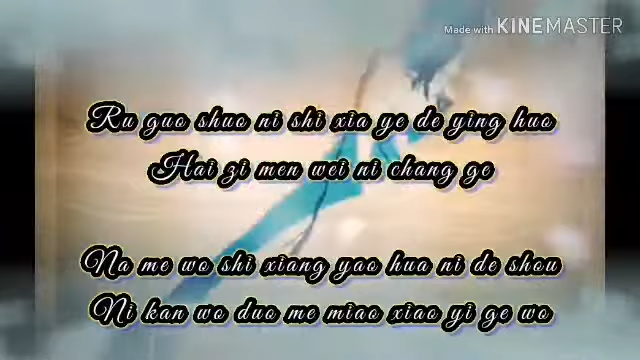 Made with KINEMASTER
Ru guo shuo ni shi xia ye de ying huo
Hai zi men wei ni chang ge
Na me wo shi xiang yao hua ni de shou
Ni kan wo duo me miao xiao yi ge wo